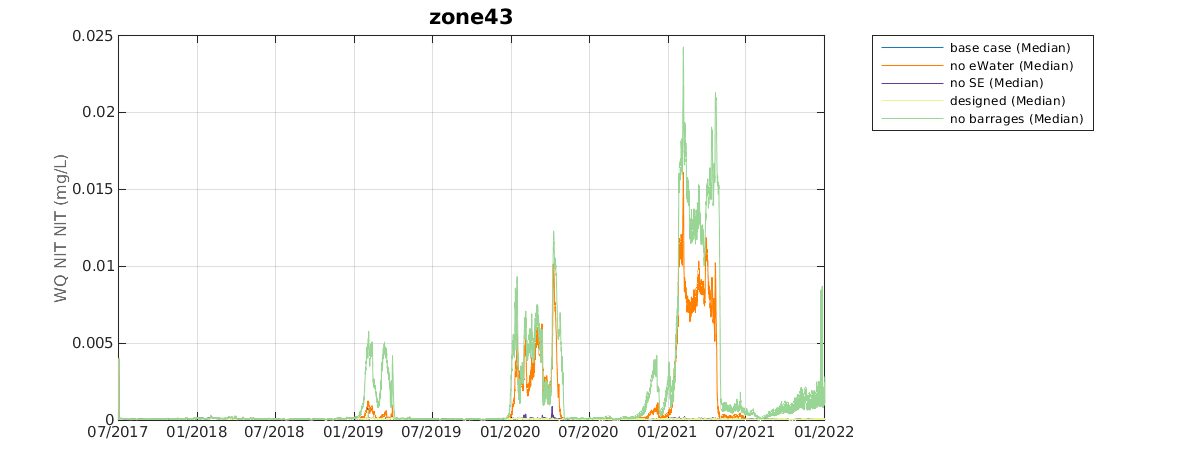 zone43
WQ NIT NIT (mg/L)
0.025
0.02
0.015
0.01
0.005
0
07/2017 01/2018 07/2018 01/2019 07/2019 01/2020 07/2020 01/2021 07/2021 01/2022
base case (Median)
no eWater (Median)
no SE (Median)
designed (Median)
no barrages (Median)